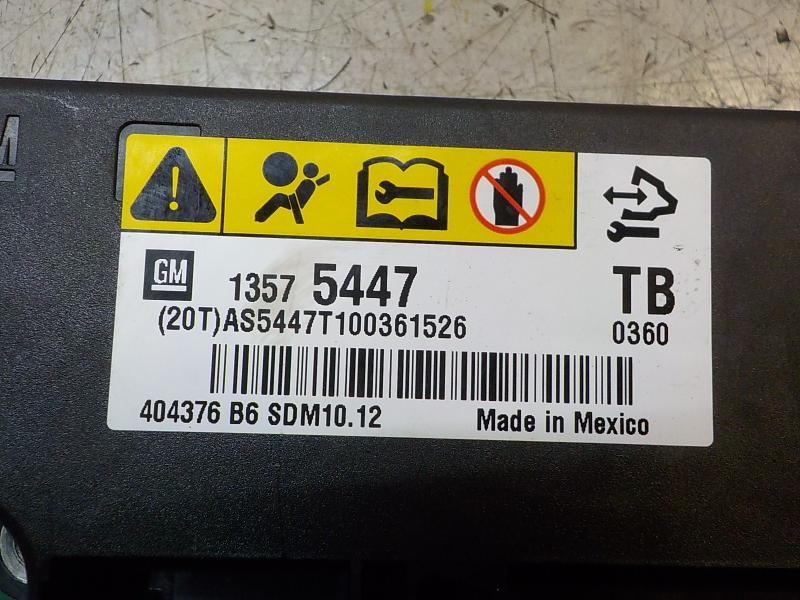 GM
1357 5447
TB
(20T)AS5447T100361526
0360
404376 B6 SDM10.12
Made in Mexico